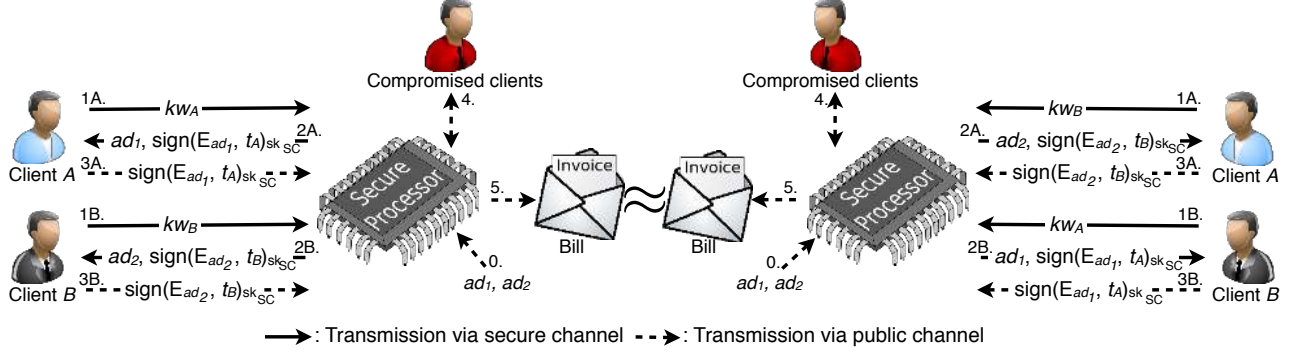 Compromised clients
4.
1A. kwA
ad1, sign(Ead1, tA)skSC 2A.
3A. sign(Ead1, tA)skSC
Client A
1B. kwB
ad2, sign(Ead2, tB)skSC 2B.
3B. sign(Ead2, tB)skSC
Client B
Secure
Processor
0.
ad1, ad2
5.
Invoice
Bill
≈
Invoice
Bill
5.
Compromised clients
4.
Secure
Processor
0.
ad1, ad2
kwB 1A.
2A. ad2, sign(Ead2, tB)skSC
sign(Ead2, tB)skSC 3A.
Client A
kwA 1B.
2B. ad1, sign(Ead1, tA)skSC
sign(Ead1, tA)skSC 3B.
Client B
: Transmission via secure channel : Transmission via public channel